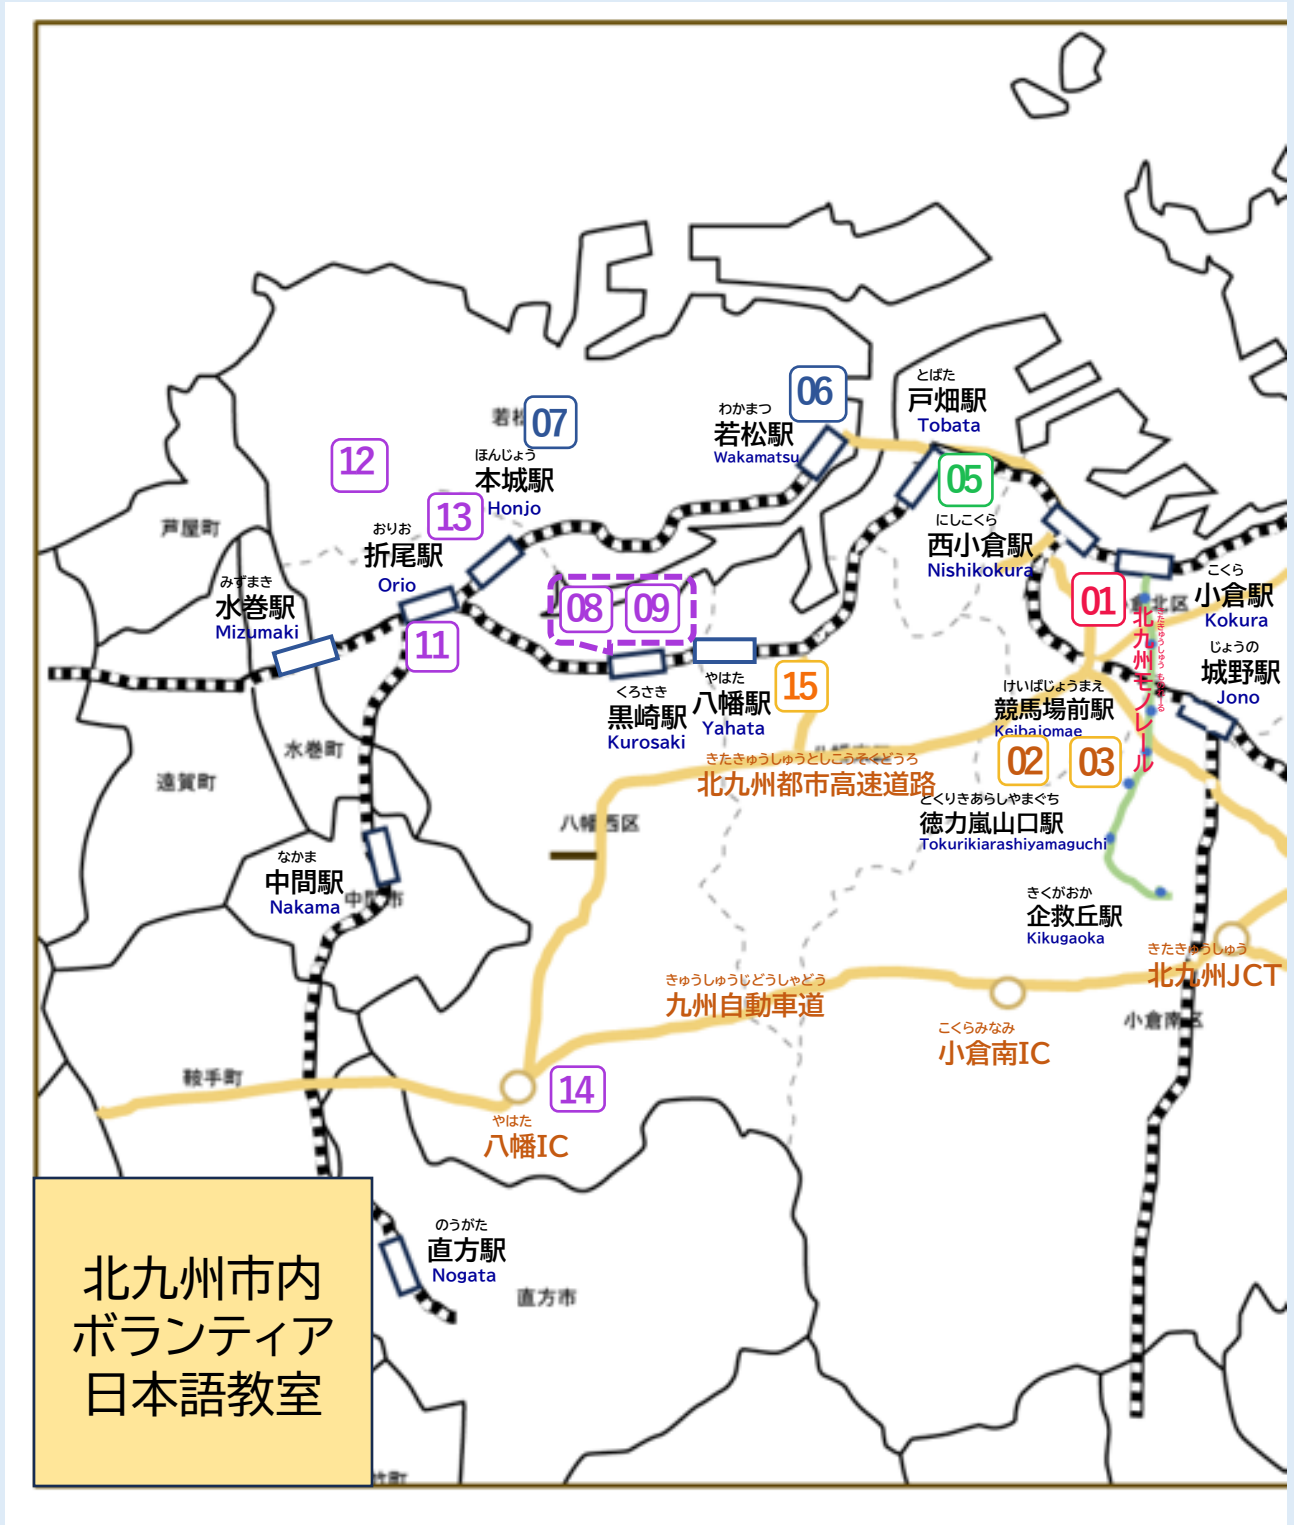 とばた
戸畑駅
Tobata
06
わかまつ
若松駅
Wakamatsu
若松
07
ほんじょう
本城駅
Honjo
12
13
05
おりお
折尾駅
Orio
芦屋町
にしこくら
西小倉駅
Nishikokura
みずまき
水巻駅
Mizumaki
08
09
01
こくら
小倉駅
Kokura
北九州モノレール
きたきゅうしゅう ものれーる
11
じょうの
城野駅
Jono
くろさき
黒崎駅
Kurosaki
やはた
八幡駅
Yahata
15
けいばじょうまえ
競馬場前駅
Keibajomae
02
03
水巻町
遠賀町
きたきゅうしゅうとしこうそくどうろ
北九州都市高速道路
とくりきあらしやまぐち
徳力嵐山口駅
Tokurikiarashiyamaguchi
八幡西区
なかま
中間駅
Nakama
中間市
きくがおか
企救丘駅
Kikugaoka
きたきゅうしゅう
北九州JCT
きゅうしゅうじどうしゃどう
九州自動車道
こくらみなみ
小倉南IC
小倉南区
鞍手町
14
やはた
八幡IC
のうがた
直方駅
Nogata
直方市
北九州市内
ボランティア
日本語教室